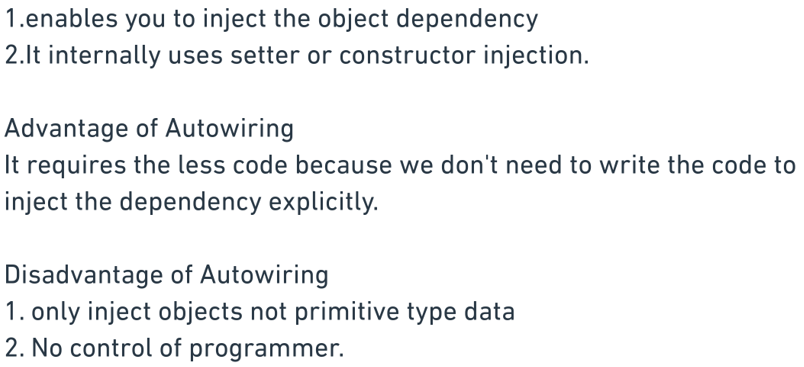 1.enables you to inject the object dependency
2.It internally uses setter or constructor injection.
Advantage of Autowiring
It requires the less code because we don't need to write the code to
inject the dependency explicitly.
Disadvantage of Autowiring
1. only inject objects not primitive type data
2. No control of programmer.